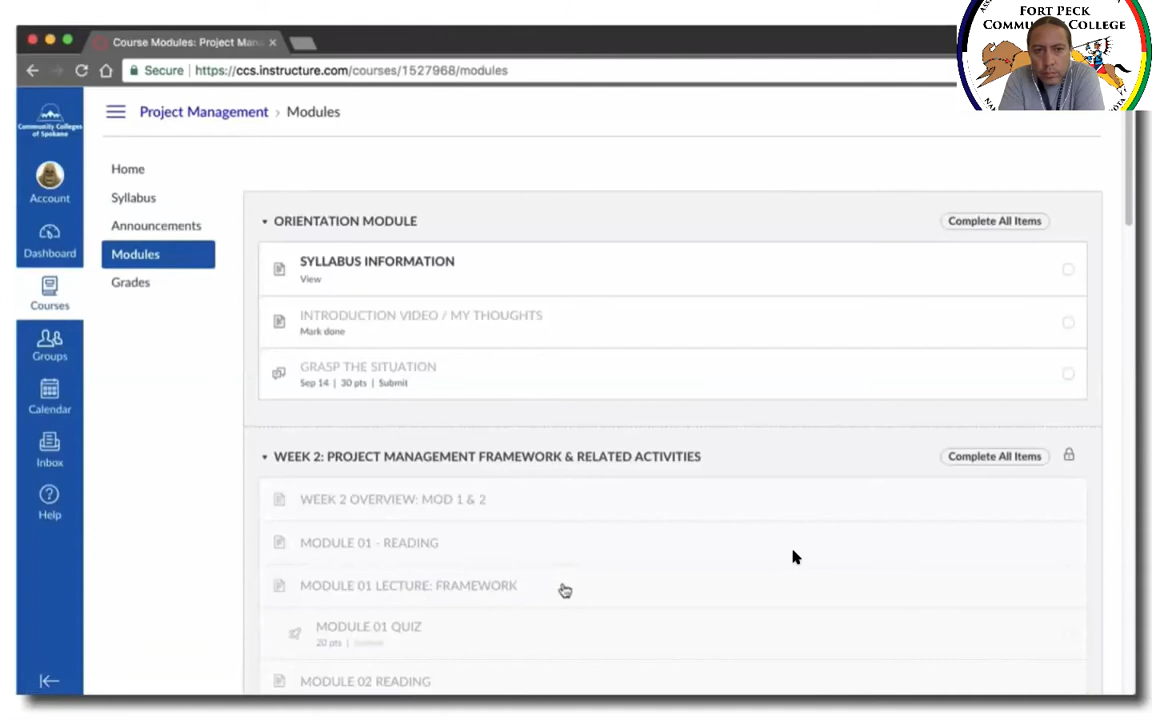 Course Modules: Project Man
Secure https://ccs.instructure.com/courses/1527968/modules
FORT PECK
COMMUNITY COLLEGE
Community Colleges
of Spokane
Account
Dashboard
Courses
Groups
Calendar
Inbox
Help
Project Management › Modules
Home
Syllabus
Announcements
Modules
Grades
ORIENTATION MODULE Complete All Items
SYLLABUS INFORMATION
View
INTRODUCTION VIDEO / MY THOUGHTS
Mark done
GRASP THE SITUATION
Sep 14 | 30 pts | Submit
WEEK 2: PROJECT MANAGEMENT FRAMEWORK & RELATED ACTIVITIES Complete All Items
WEEK 2 OVERVIEW: MOD 1 & 2
MODULE 01 - READING
MODULE 01 LECTURE: FRAMEWORK
MODULE 01 QUIZ
20 pts |
MODULE 02 READING